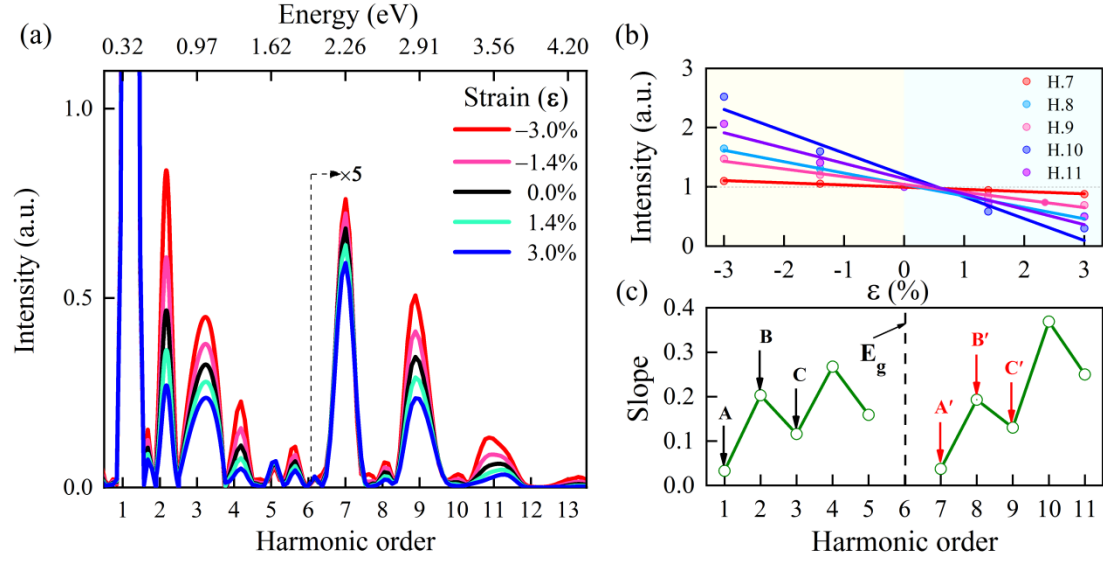 (a)
Energy (eV)
0.32 0.97 1.62 2.26 2.91 3.56 4.20
Intensity (a.u.)
1.0
0.5
0.0
Strain (ε)
−3.0%
−1.4%
0.0%
1.4%
3.0%
×5
1 2 3 4 5 6 7 8 9 10 11 12 13
Harmonic order
(b)
Intensity (a.u.)
3
2
1
0
H.7
H.8
H.9
H.10
H.11
-3 -2 -1 0 1 2 3
ε (%)
(c)
Slope
0.4
0.3
0.2
0.1
0.0
A
B
C
Eg
A′
B′
C′
1 2 3 4 5 6 7 8 9 10 11
Harmonic order